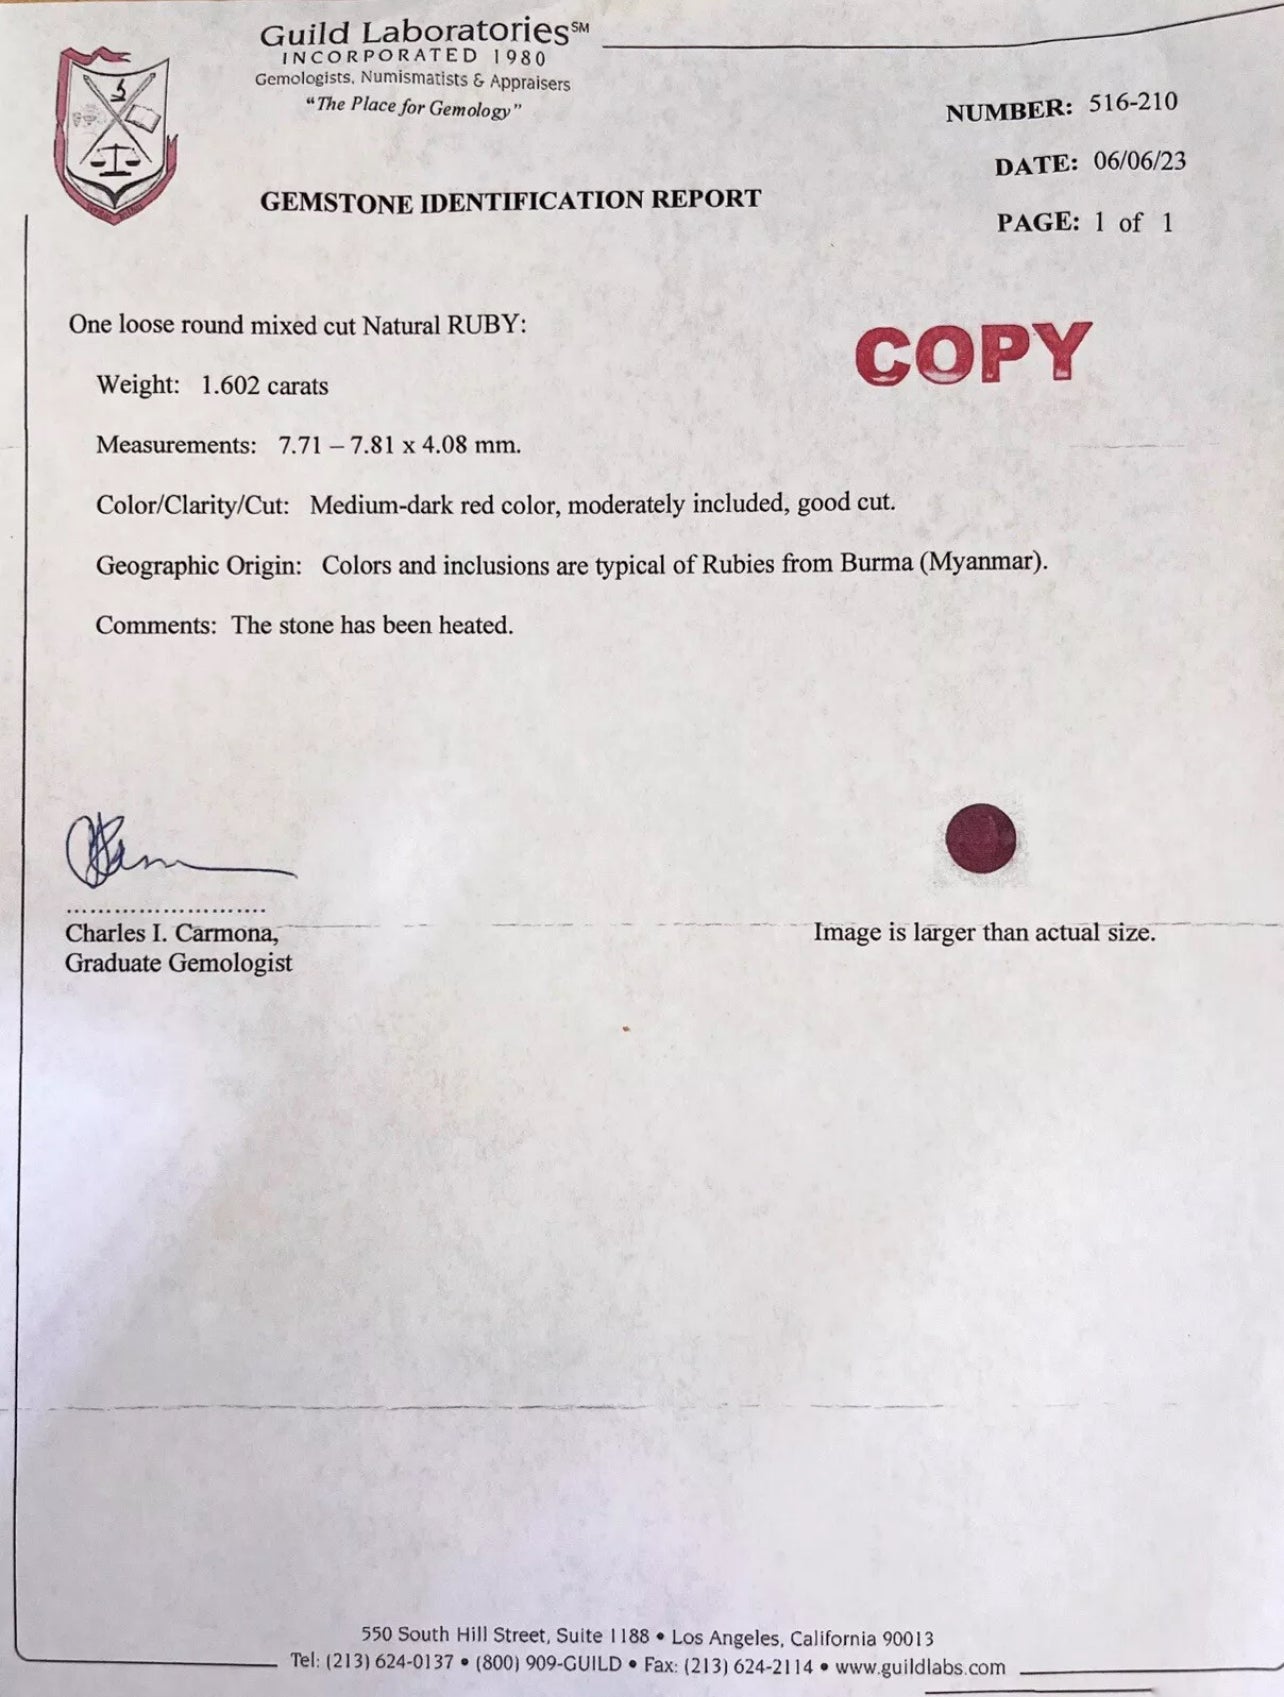 Guild Laboratories℠
INCORPORATED 1980
Gemologists, Numismatists & Appraisers
"The Place for Gemology"
NUMBER: 516-210
DATE: 06/06/23
PAGE: 1 of 1
GEMSTONE IDENTIFICATION REPORT
One loose round mixed cut Natural RUBY:
COPY
Weight: 1.602 carats
Measurements: 7.71 – 7.81 x 4.08 mm.
Color/Clarity/Cut: Medium-dark red color, moderately included, good cut.
Geographic Origin: Colors and inclusions are typical of Rubies from Burma (Myanmar).
Comments: The stone has been heated.
Charles I. Carmona,
Graduate Gemologist
Image is larger than actual size.
550 South Hill Street, Suite 1188 • Los Angeles, California 90013
Tel: (213) 624-0137 • (800) 909-GUILD • Fax: (213) 624-2114 • www.guildlabs.com